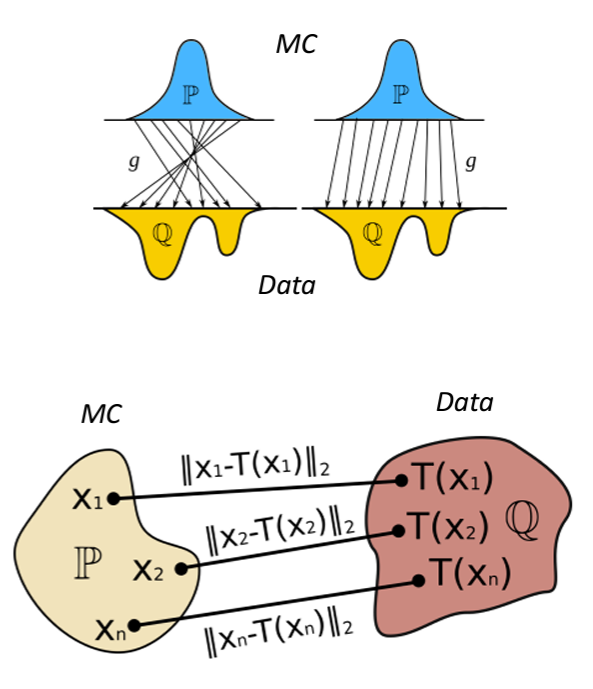 MC
ℙ
ℙ
g
g
ℚ
ℚ
Data
MC
Data
‖x₁-T(x₁)‖₂
x₁
T(x₁)
‖x₂-T(x₂)‖₂
T(x₂)
ℚ
ℙ
x₂
T(xₙ)
xₙ
‖xₙ-T(xₙ)‖₂